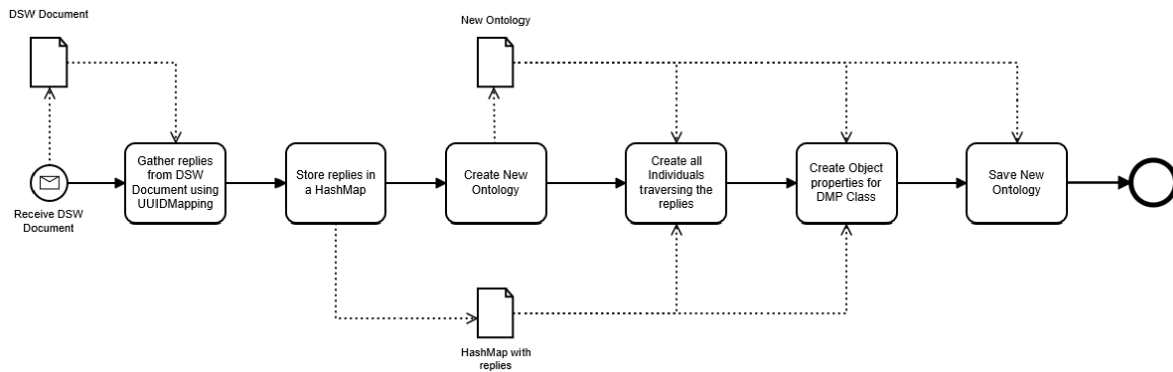 DSW Document
New Ontology
Receive DSW
Document
Gather replies
from DSW
Document using
UUIDMapping
Store replies in
a HashMap
Create New
Ontology
Create all
Individuals
traversing the
replies
Create Object
properties for
DMP Class
Save New
Ontology
HashMap with
replies